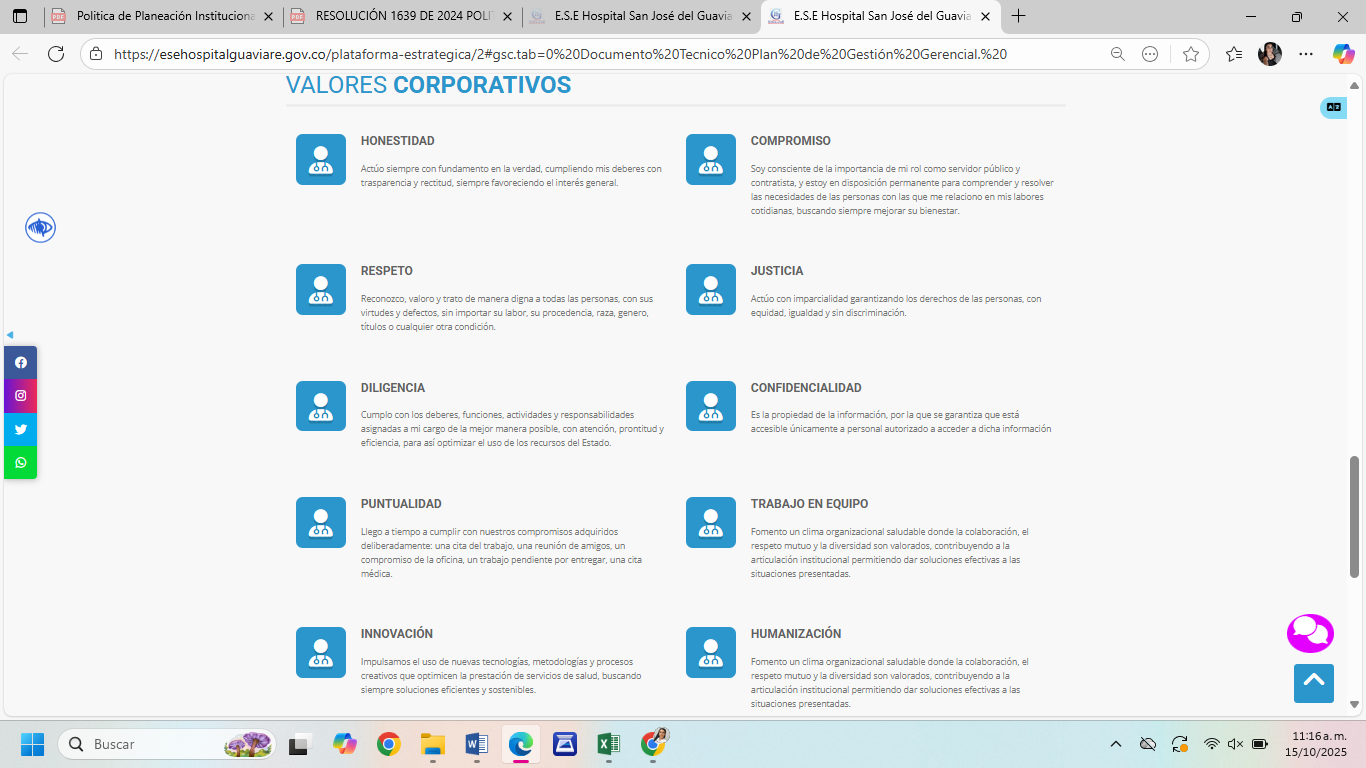 Politica de Planeación Instituciona
RESOLUCIÓN 1639 DE 2024 POLI
E.S.E Hospital San José del Guavia
E.S.E Hospital San José del Guavia
https://esehospitalguaviare.gov.co/plataforma-estrategica/2#gsc.tab=0%20Documento%20Tecnico%20Plan%20de%20Gestión%20Gerencial.%20
VALORES CORPORATIVOS
HONESTIDAD
Actúo siempre con fundamento en la verdad, cumpliendo mis deberes con
trasparencia y rectitud, siempre favoreciendo el interés general.
COMPROMISO
Soy consciente de la importancia de mi rol como servidor público y
contratista, y estoy en disposición permanente para comprender y resolver
las necesidades de las personas con las que me relaciono en mis labores
cotidianas, buscando siempre mejorar su bienestar.
RESPETO
Reconozco, valoro y trato de manera digna a todas las personas, con sus
virtudes y defectos, sin importar su labor, su procedencia, raza, genero,
títulos o cualquier otra condición.
JUSTICIA
Actúo con imparcialidad garantizando los derechos de las personas, con
equidad, igualdad y sin discriminación.
DILIGENCIA
Cumplo con los deberes, funciones, actividades y responsabilidades
asignadas a mi cargo de la mejor manera posible, con atención, prontitud y
eficiencia, para así optimizar el uso de los recursos del Estado.
CONFIDENCIALIDAD
Es la propiedad de la información, por la que se garantiza que está
accesible únicamente a personal autorizado a acceder a dicha información
PUNTUALIDAD
Llego a tiempo a cumplir con nuestros compromisos adquiridos
deliberadamente: una cita del trabajo, una reunión de amigos, un
compromiso de la oficina, un trabajo pendiente por entregar, una cita
médica.
TRABAJO EN EQUIPO
Fomento un clima organizacional saludable donde la colaboración, el
respeto mutuo y la diversidad son valorados, contribuyendo a la
articulación institucional permitiendo dar soluciones efectivas a las
situaciones presentadas.
INNOVACIÓN
Impulsamos el uso de nuevas tecnologías, metodologías y procesos
creativos que optimicen la prestación de servicios de salud, buscando
siempre soluciones eficientes y sostenibles.
HUMANIZACIÓN
Fomento un clima organizacional saludable donde la colaboración, el
respeto mutuo y la diversidad son valorados, contribuyendo a la
articulación institucional permitiendo dar soluciones efectivas a las
situaciones presentadas.
Buscar
11:16 a. m.
15/10/2025